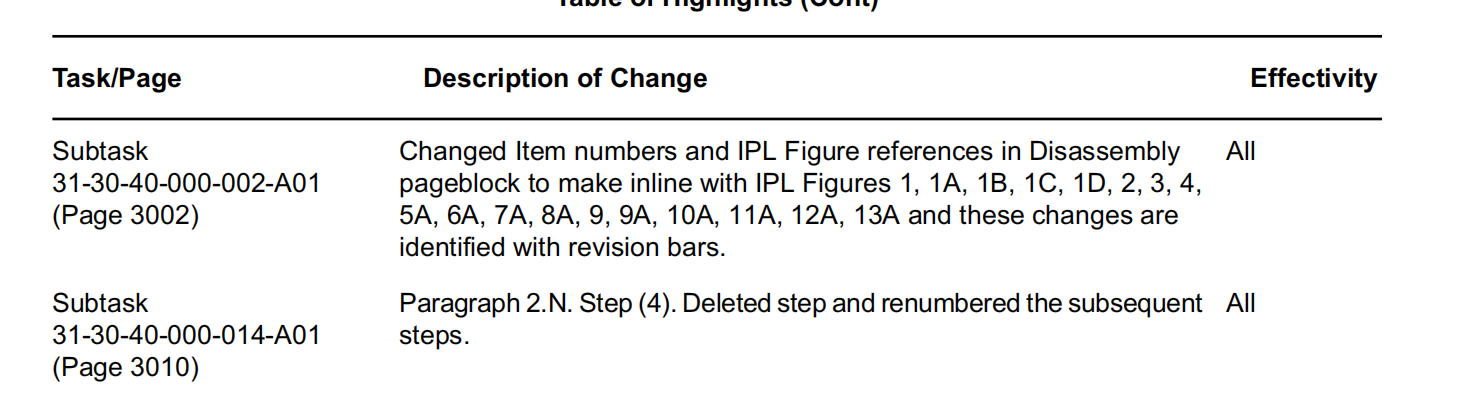 Table of Highlights (Cont)
Task/Page Description of Change Effectivity
Subtask Changed Item numbers and IPL Figure references in Disassembly All
31-30-40-000-002-A01 pageblock to make inline with IPL Figures 1, 1A, 1B, 1C, 1D, 2, 3, 4,
(Page 3002) 5A, 6A, 7A, 8A, 9, 9A, 10A, 11A, 12A, 13A and these changes are
identified with revision bars.
Subtask Paragraph 2.N. Step (4). Deleted step and renumbered the subsequent All
31-30-40-000-014-A01 steps.
(Page 3010)